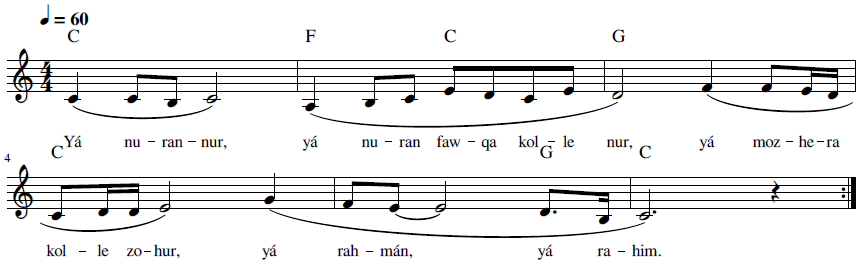 ♩ = 60
C F C G
Yá nu – ran – nur, yá nu – ran faw – qa kol – le nur, yá moz – he – ra
4 C G C
kol – le zo – hur, yá rah – mán, yá ra – him.